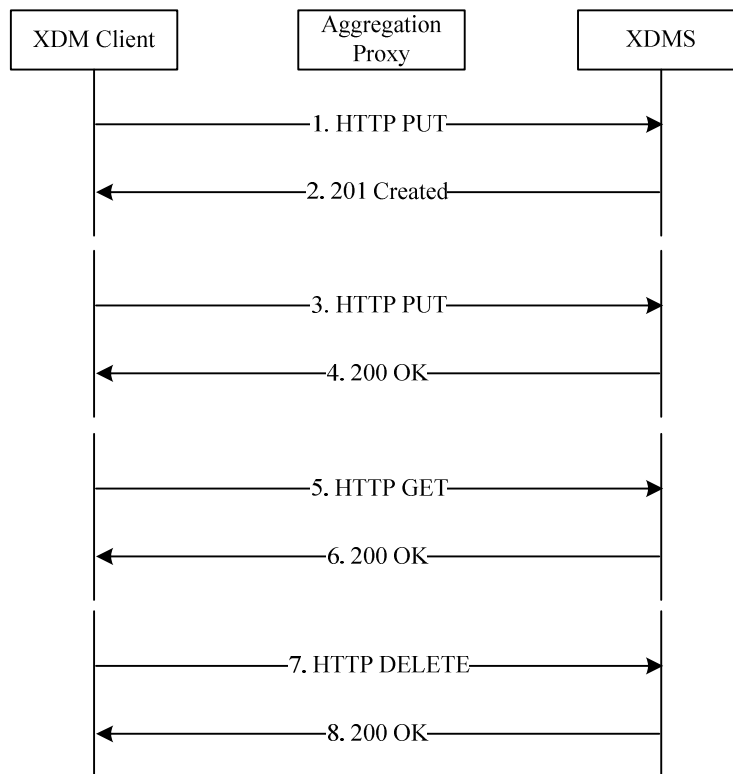 XDM Client
Aggregation
Proxy
XDMS
1. HTTP PUT
2. 201 Created
3. HTTP PUT
4. 200 OK
5. HTTP GET
6. 200 OK
7. HTTP DELETE
8. 200 OK